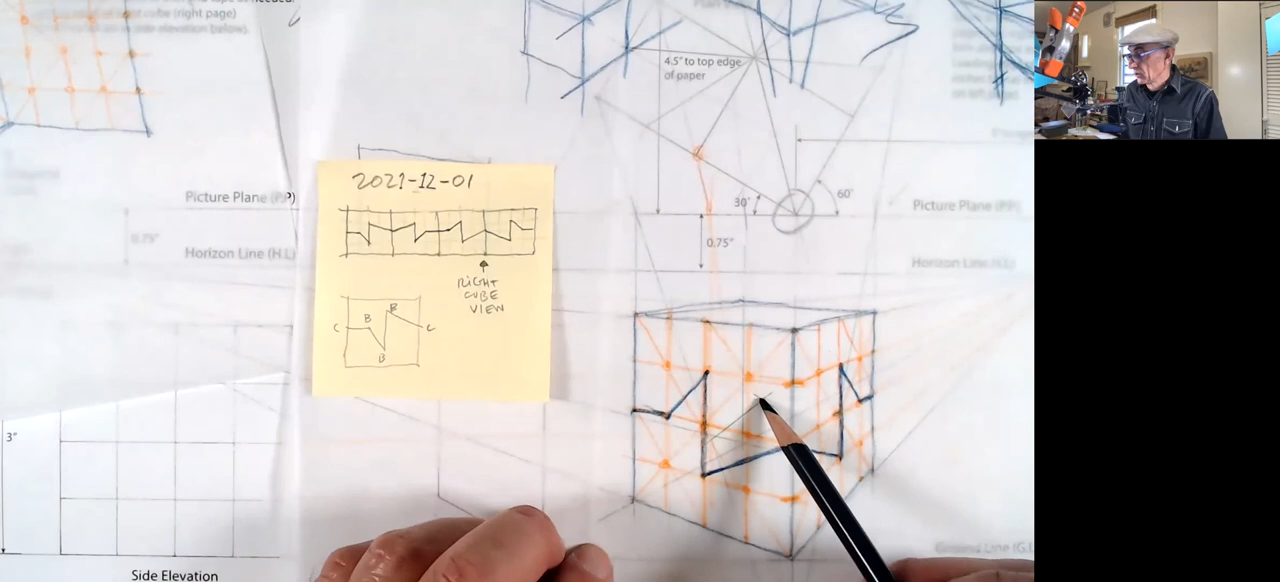 4.5" to top edge
of paper
Picture Plane (P.P)
Horizon Line (H.L)
0.75"
2021-12-01
RIGHT
CUBE
VIEW
B
B
C
C
B
30°
60°
Picture Plane (PP)
0.75"
Horizon Line (H.L)
Ground Line (G.L
3"
Side Elevation